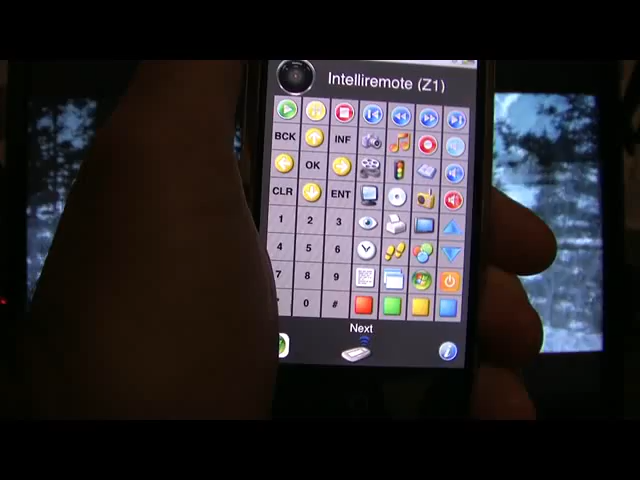 Intelliremote (Z1)
BCK INF
OK
CLR ENT
1 2 3
4 5 6
7 8 9
0 #
Next